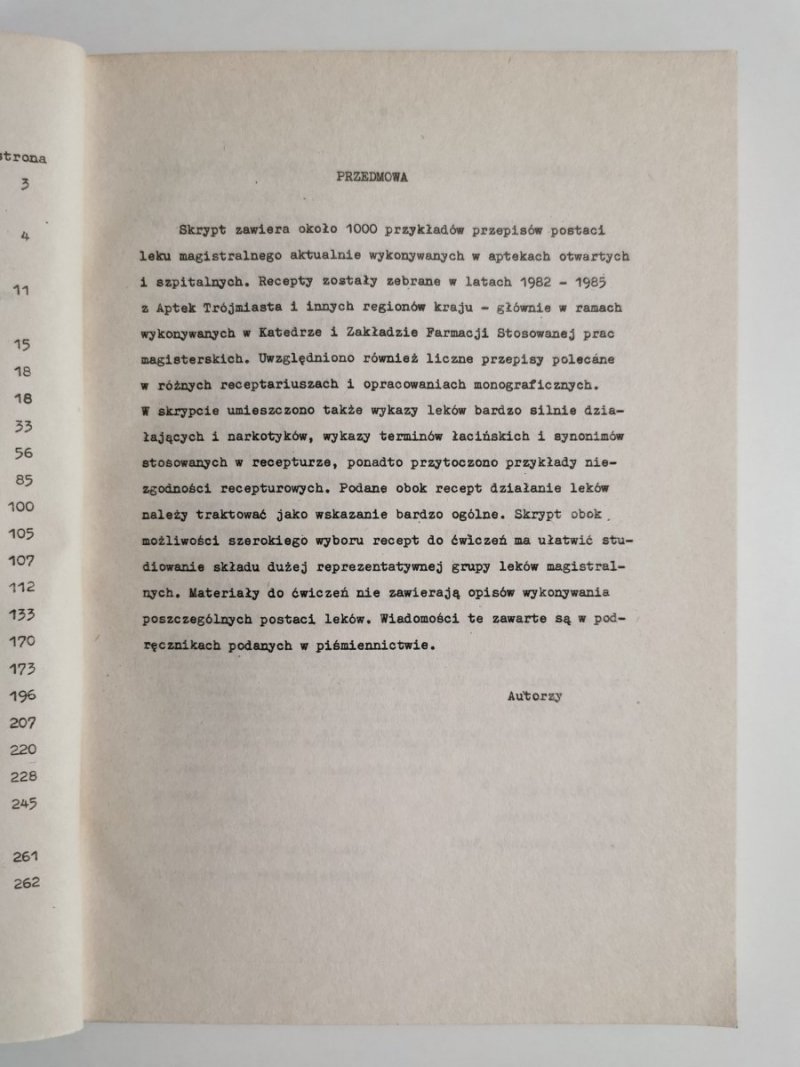 strona
3
4
11
15
18
18
33
56
85
100
105
107
112
133
170
173
196
207
220
228
245
261
262
PRZEDMOWA
Skrypt zawiera około 1000 przykładów przepisów postaci
leku magistralnego aktualnie wykonywanych w aptekach otwartych
i szpitalnych. Recepty zostały zebrane w latach 1982 - 1985
z Aptek Trójmiasta i innych regionów kraju - głównie w ramach
wykonywanych w Katedrze i Zakładzie Farmacji Stosowanej prac
magisterskich. Uwzględniono również liczne przepisy polecane
w różnych receptariuszach i opracowaniach monograficznych.
W skrypcie umieszczono także wykazy leków bardzo silnie dzia-
łających i narkotyków, wykazy terminów łacińskich i synonimów
stosowanych w recepturze, ponadto przytoczono przykłady nie-
zgodności recepturowych. Podane obok recept działanie leków
należy traktować jako wskazanie bardzo ogólne. Skrypt obok
możliwości szerokiego wyboru recept do ćwiczeń ma ułatwić stu-
diowanie składu dużej reprezentatywnej grupy leków magistral-
nych. Materiały do ćwiczeń nie zawierają opisów wykonywania
poszczególnych postaci leków. Wiadomości te zawarte są w pod-
ręcznikach podanych w piśmiennictwie.
Autorzy